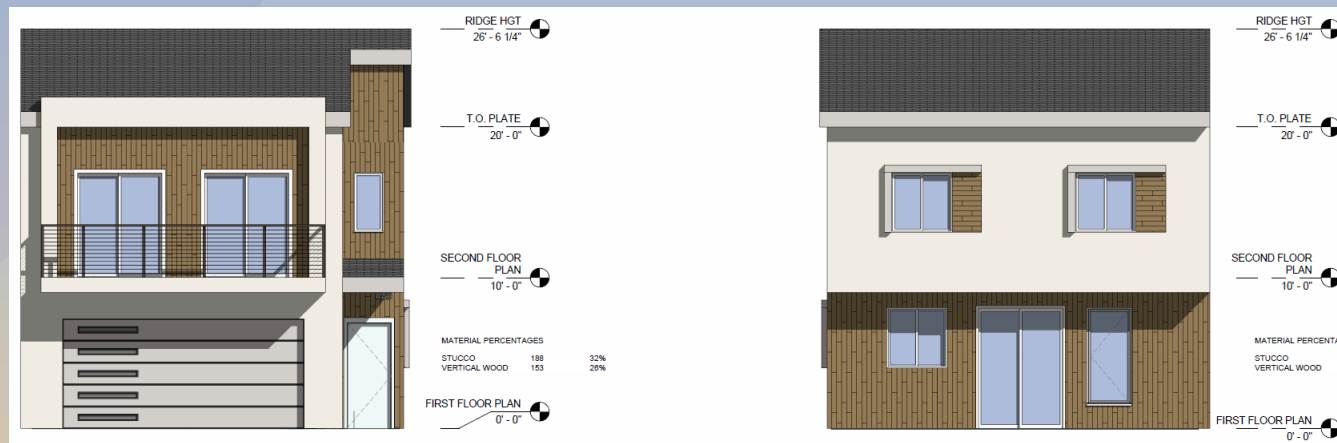 RIDGE HGT
26' - 6 1/4"
T.O. PLATE
20' - 0"
SECOND FLOOR
PLAN
10' - 0"
MATERIAL PERCENTAGES
STUCCO 188 32%
VERTICAL WOOD 153 26%
FIRST FLOOR PLAN
0' - 0"
RIDGE HGT
26' - 6 1/4"
T.O. PLATE
20' - 0"
SECOND FLOOR
PLAN
10' - 0"
MATERIAL PERCENTA
STUCCO
VERTICAL WOOD
FIRST FLOOR PLAN
0' - 0"